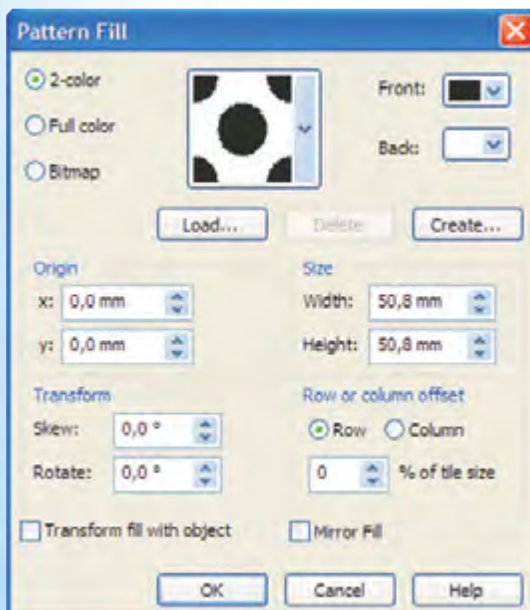 Pattern Fill
2-color
Full color
Bitmap
Front:
Back:
Load... Delete Create...
Origin
x: 0,0 mm
y: 0,0 mm
Size
Width: 50,8 mm
Height: 50,8 mm
Transform
Skew: 0,0 °
Rotate: 0,0 °
Row or column offset
Row Column
0 % of tile size
Transform fill with object
Mirror Fill
OK Cancel Help